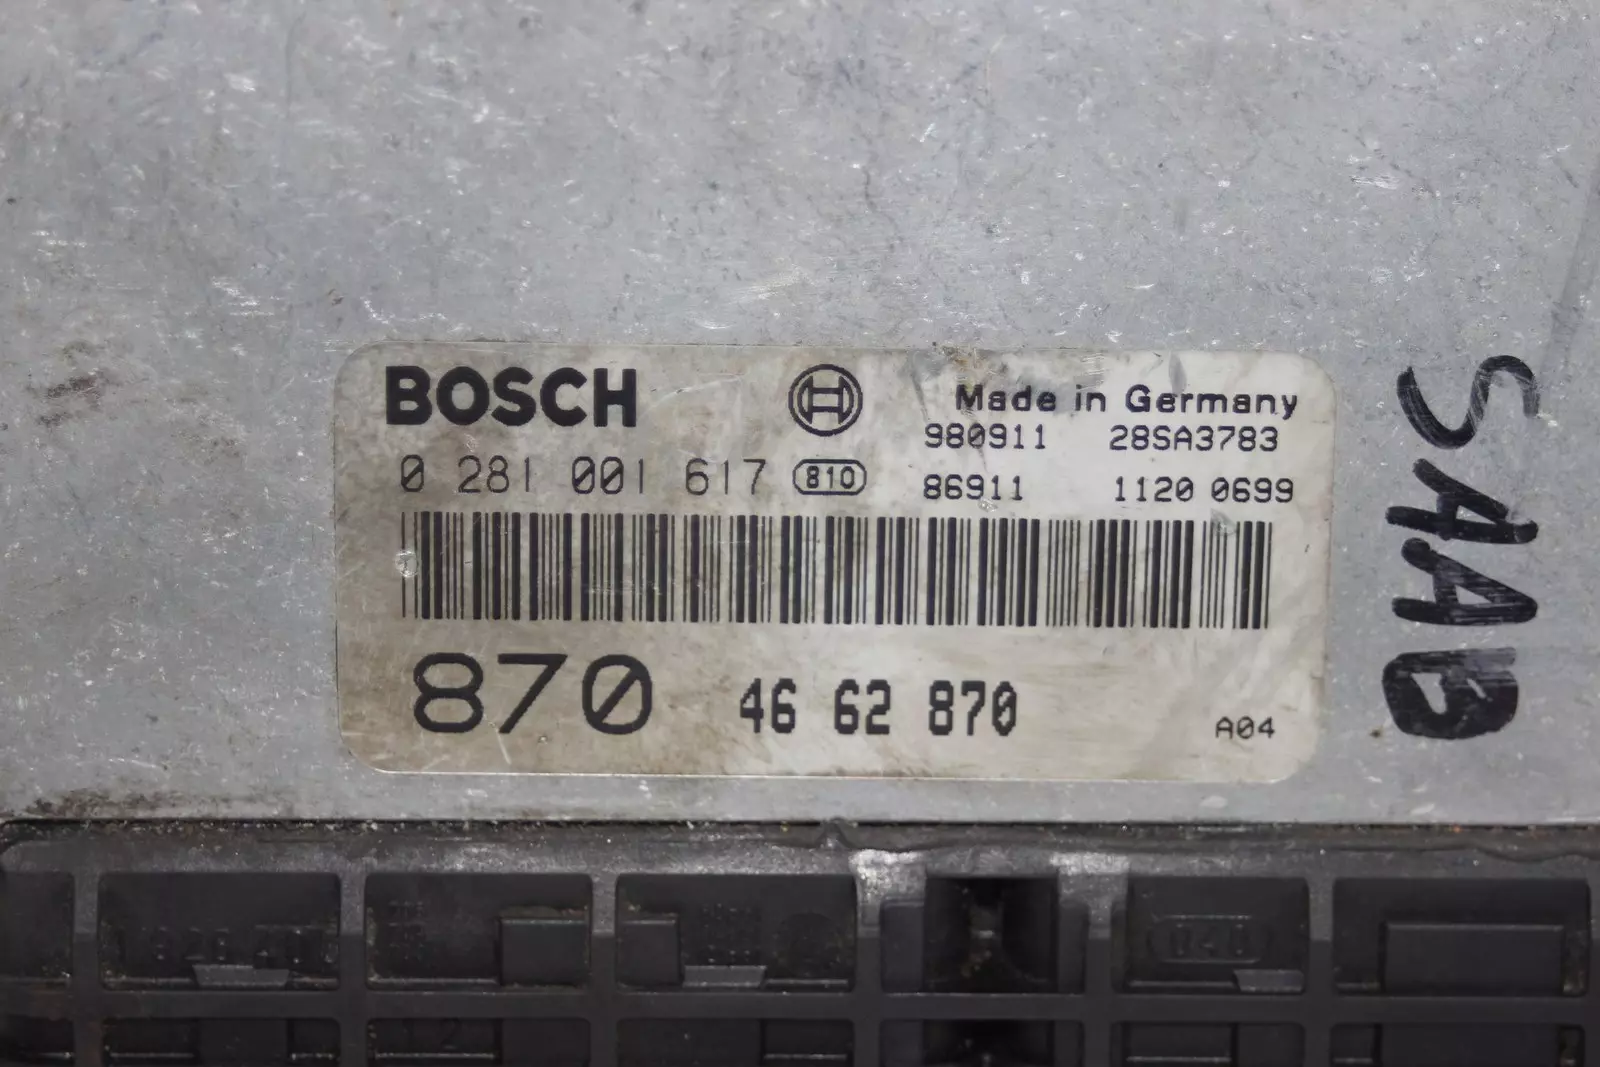 BOSCH
Made in Germany
980911 28SA3783
0 281 001 617 810
86911 1120 0699
870 46 62 870
A04
SAAB